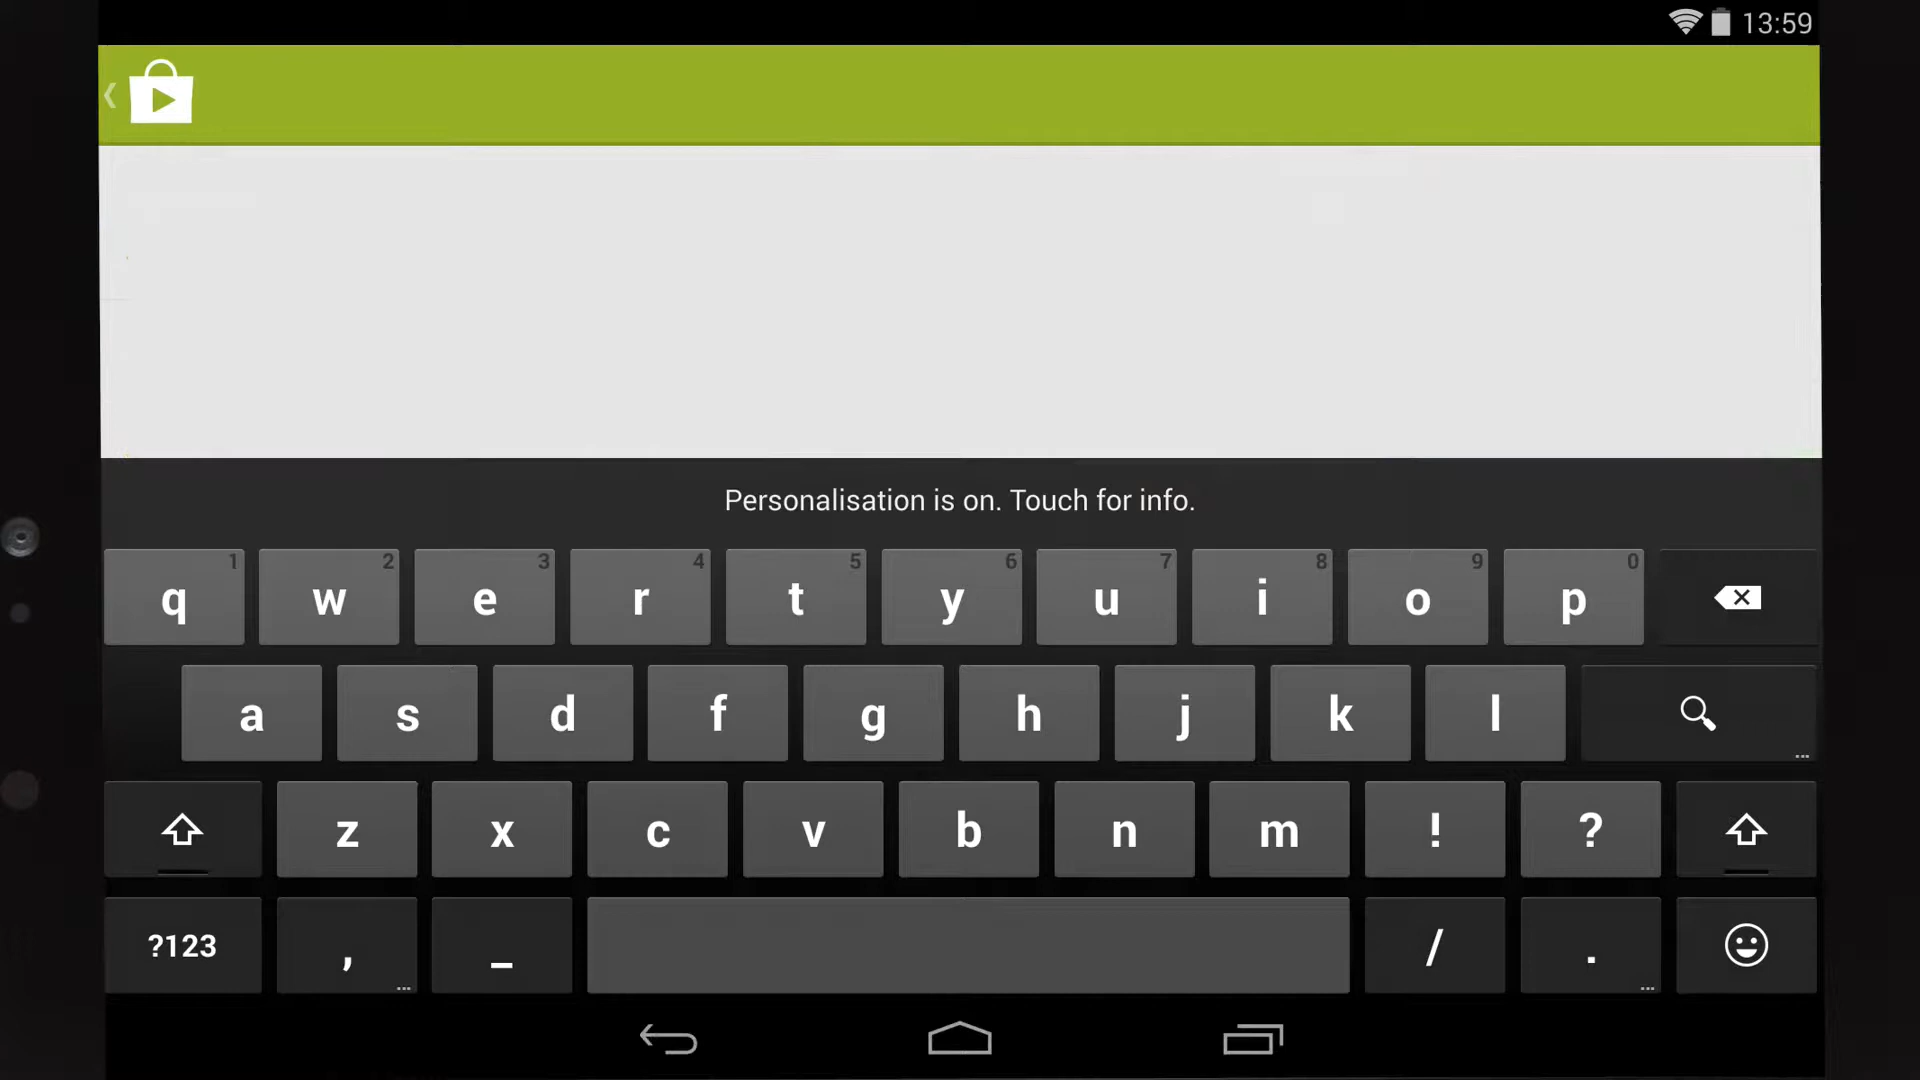 13:59
Personalisation is on. Touch for info.
1 2 3 4 5 6 7 8 9 0
q w e r t y u i o p
a s d f g h j k l
z x c v b n m ! ?
?123 , _ / .